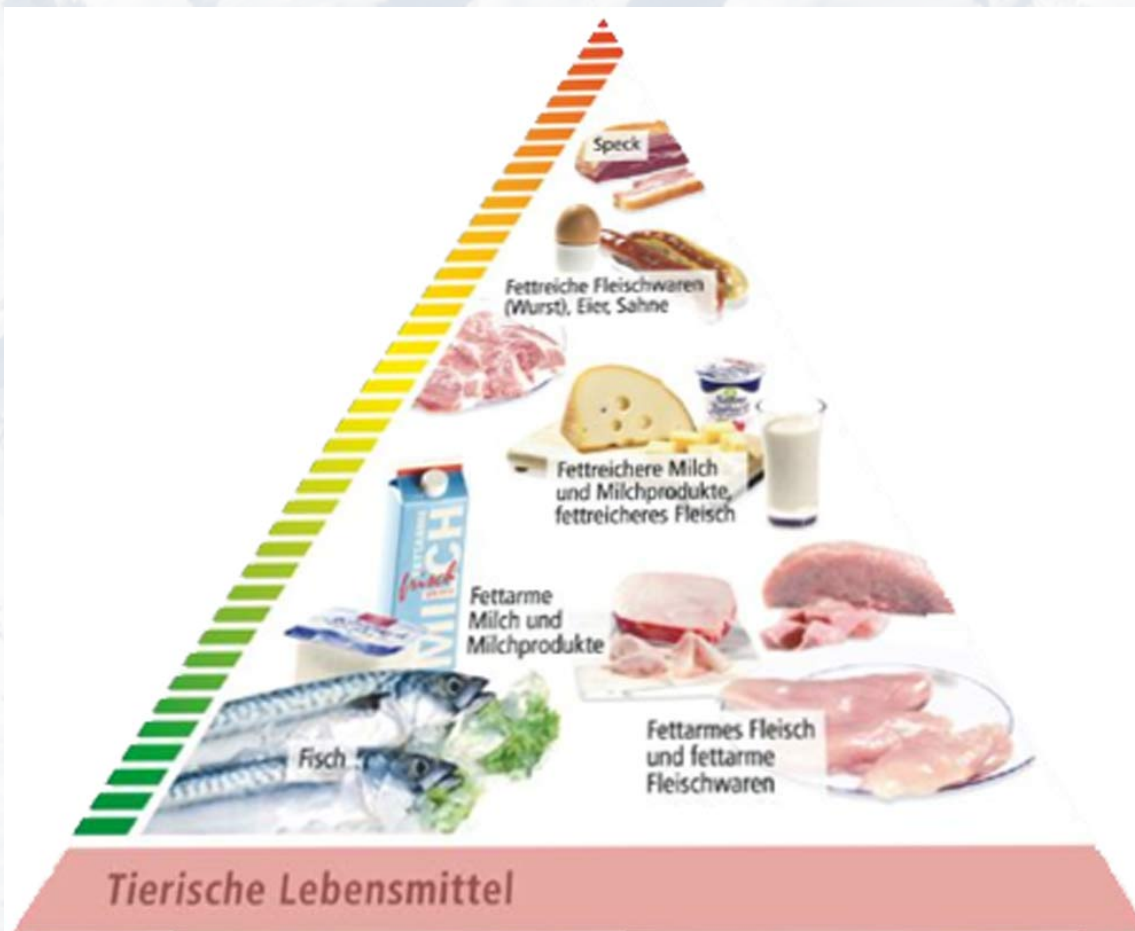 Speck
Fettreiche Fleischwaren
(Wurst), Eier, Sahne
Fettreichere Milch
und Milchprodukte,
fettreicheres Fleisch
FETTARME
frisch
MILCH
Fettarme
Milch und
Milchprodukte
Fisch
Fettarmes Fleisch
und fettarme
Fleischwaren
Tierische Lebensmittel